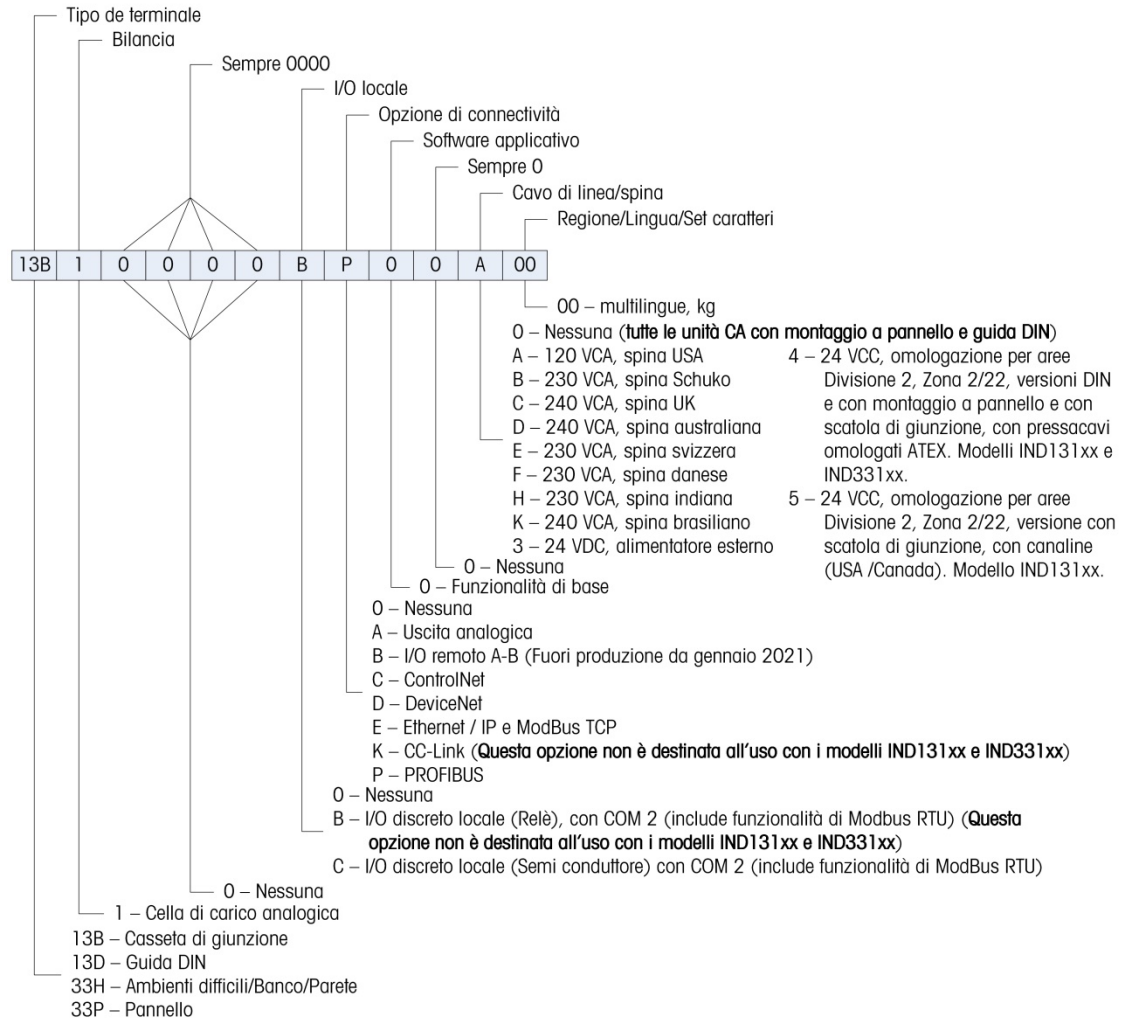 Tipo de terminale
Bilancia
Sempre 0000
I/O locale
Opzione di connettività
Software applicativo
Sempre 0
Cavo di linea/spina
Regione/Lingua/Set caratteri
13B 1 0 0 0 0 B P 0 0 A 00
00 – multilingue, kg
0 – Nessuna (tutte le unità CA con montaggio a pannello e guida DIN)
A – 120 VCA, spina USA
B – 230 VCA, spina Schuko
C – 240 VCA, spina UK
D – 240 VCA, spina australiana
E – 230 VCA, spina svizzera
F – 230 VCA, spina danese
H – 230 VCA, spina indiana
K – 240 VCA, spina brasiliano
3 – 24 VDC, alimentatore esterno
4 – 24 VCC, omologazione per aree
Divisione 2, Zona 2/22, versioni DIN
e con montaggio a pannello e con
scatola di giunzione, con pressacavi
omologati ATEX. Modelli IND131xx e
IND331xx.
5 – 24 VCC, omologazione per aree
Divisione 2, Zona 2/22, versione con
scatola di giunzione, con canaline
(USA /Canada). Modello IND131xx.
0 – Nessuna
0 – Funzionalità di base
0 – Nessuna
A – Uscita analogica
B – I/O remoto A-B (Fuori produzione da gennaio 2021)
C – ControlNet
D – DeviceNet
E – Ethernet / IP e ModBus TCP
K – CC-Link (Questa opzione non è destinata all'uso con i modelli IND131xx e IND331xx)
P – PROFIBUS
0 – Nessuna
B – I/O discreto locale (Relè), con COM 2 (include funzionalità di Modbus RTU) (Questa
opzione non è destinata all'uso con i modelli IND131xx e IND331xx)
C – I/O discreto locale (Semi conduttore) con COM 2 (include funzionalità di ModBus RTU)
0 – Nessuna
1 – Cella di carico analogica
13B – Casseta di giunzione
13D – Guida DIN
33H – Ambienti difficili/Banco/Parete
33P – Pannello